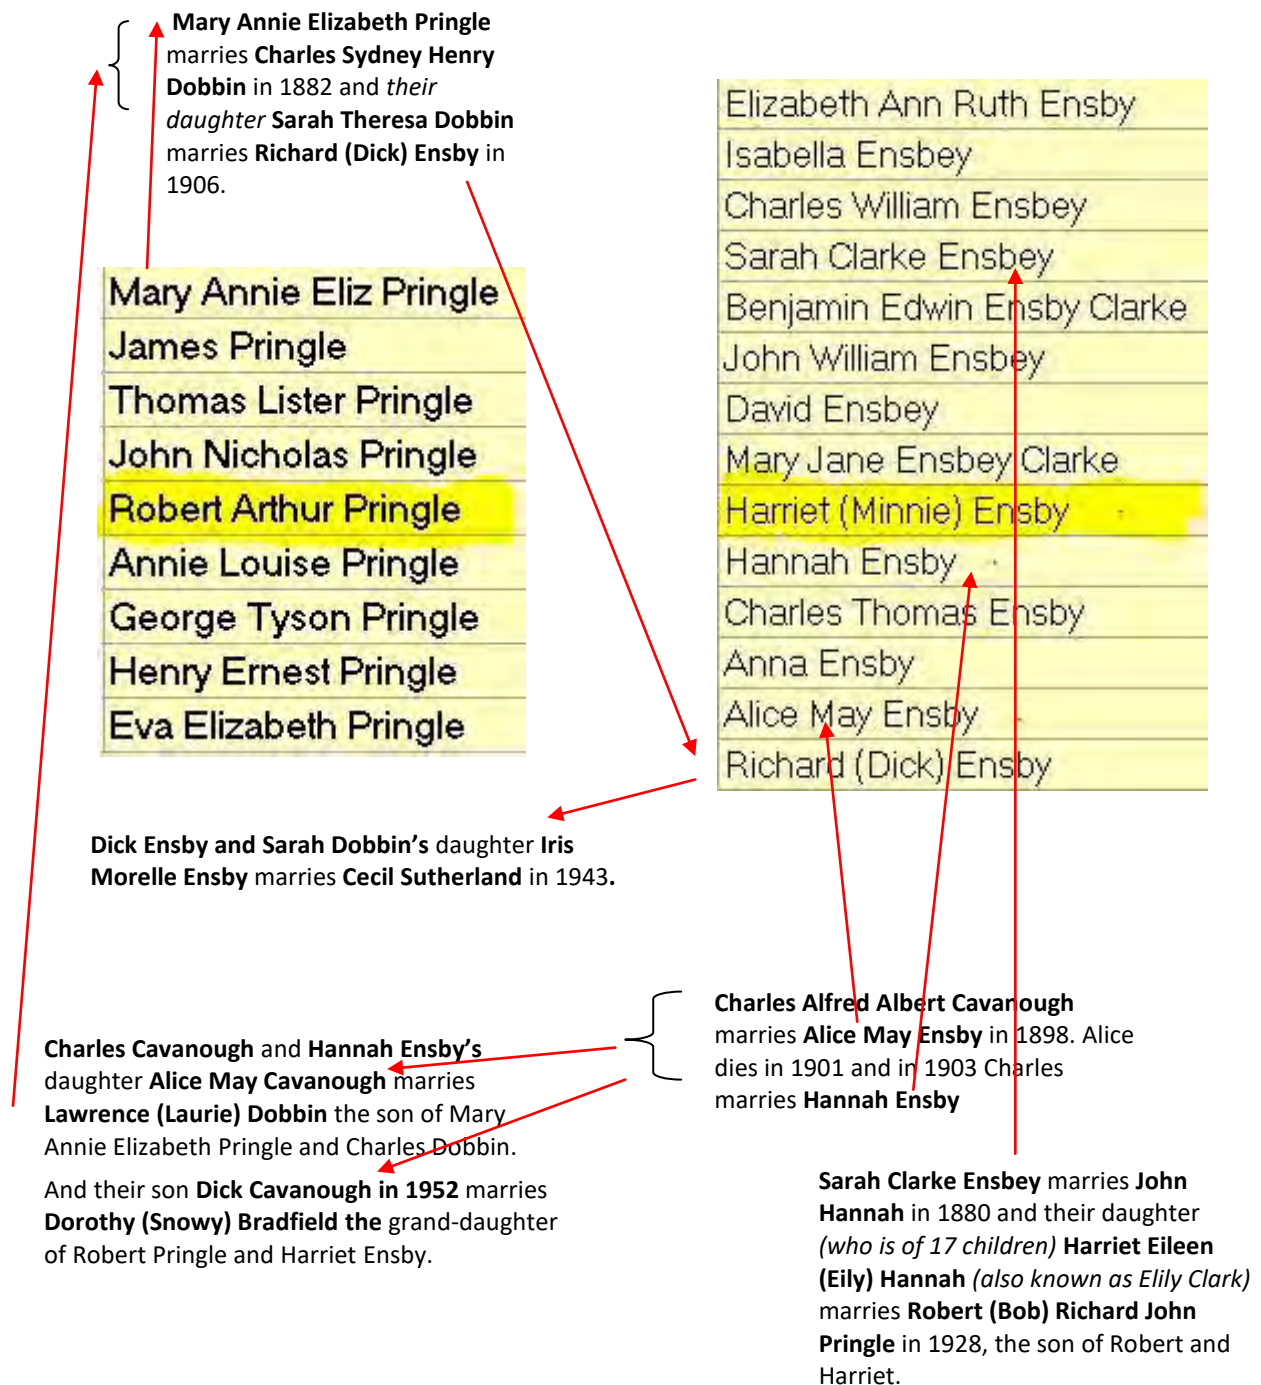 Mary Annie Elizabeth Pringle
marries Charles Sydney Henry
Dobbin in 1882 and their
daughter Sarah Theresa Dobbin
marries Richard (Dick) Ensby in
1906.
Mary Annie Eliz Pringle
James Pringle
Thomas Lister Pringle
John Nicholas Pringle
Robert Arthur Pringle
Annie Louise Pringle
George Tyson Pringle
Henry Ernest Pringle
Eva Elizabeth Pringle
Elizabeth Ann Ruth Ensby
Isabella Ensbey
Charles William Ensbey
Sarah Clarke Ensbey
Benjamin Edwin Ensby Clarke
John William Ensbey
David Ensbey
Mary Jane Ensbey Clarke
Harriet (Minnie) Ensby
Hannah Ensby
Charles Thomas Ensby
Anna Ensby
Alice May Ensby
Richard (Dick) Ensby
Dick Ensby and Sarah Dobbin’s daughter Iris
Morelle Ensby marries Cecil Sutherland in 1943.
Charles Alfred Albert Cavanough
marries Alice May Ensby in 1898. Alice
dies in 1901 and in 1903 Charles
marries Hannah Ensby
Charles Cavanough and Hannah Ensby’s
daughter Alice May Cavanough marries
Lawrence (Laurie) Dobbin the son of Mary
Annie Elizabeth Pringle and Charles Dobbin.
And their son Dick Cavanough in 1952 marries
Dorothy (Snowy) Bradfield the grand-daughter
of Robert Pringle and Harriet Ensby.
Sarah Clarke Ensbey marries John
Hannah in 1880 and their daughter
(who is of 17 children) Harriet Eileen
(Eily) Hannah (also known as Elily Clark)
marries Robert (Bob) Richard John
Pringle in 1928, the son of Robert and
Harriet.